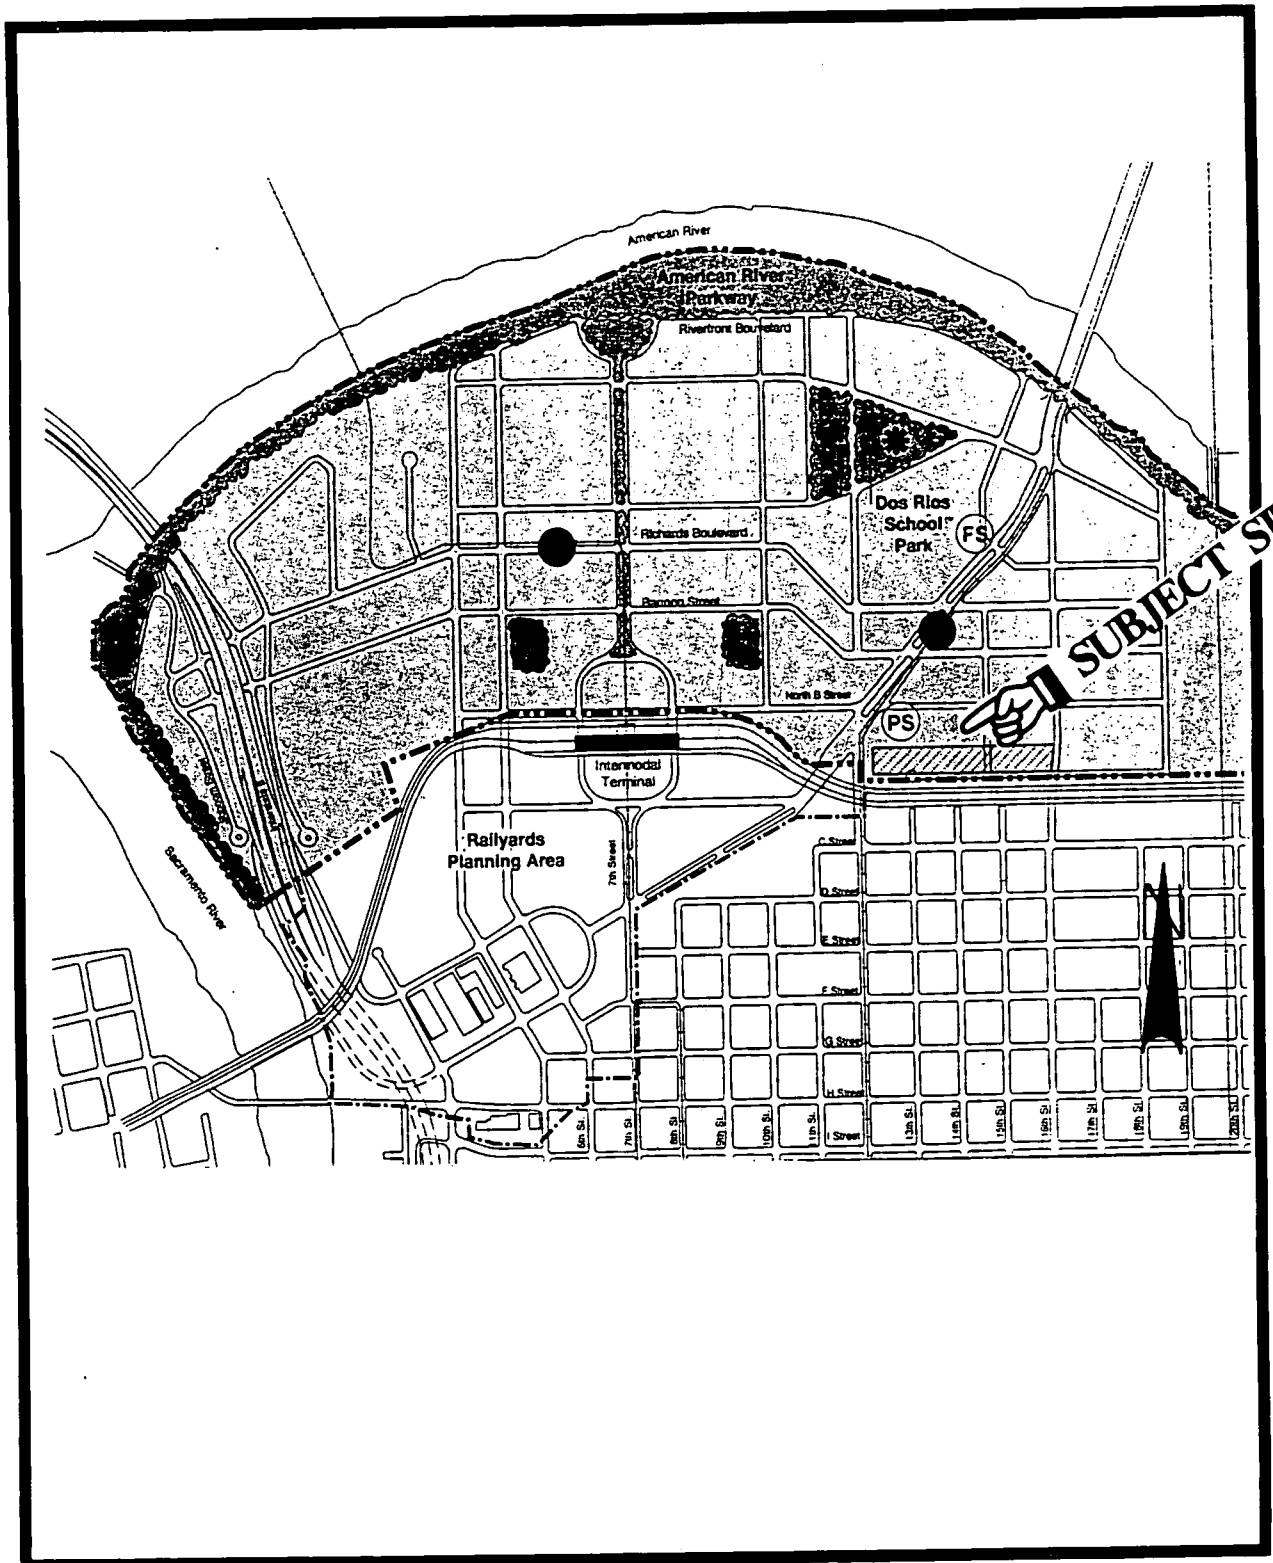 American River
American River
Parkway
Riverfront Boulevard
Dos Rios
School
Park
FS
Richards Boulevard
SUBJECT SI
Bannon Street
North B Street
PS
Intermodal
Terminal
Railyards
Planning Area
7th Street
Sacramento River
C Street
D Street
E Street
F Street
G Street
H Street
I Street
6th St.
7th St.
8th St.
9th St.
10th St.
11th St.
13th St.
14th St.
15th St.
16th St.
17th St.
18th St.
19th St.
20th St.
N